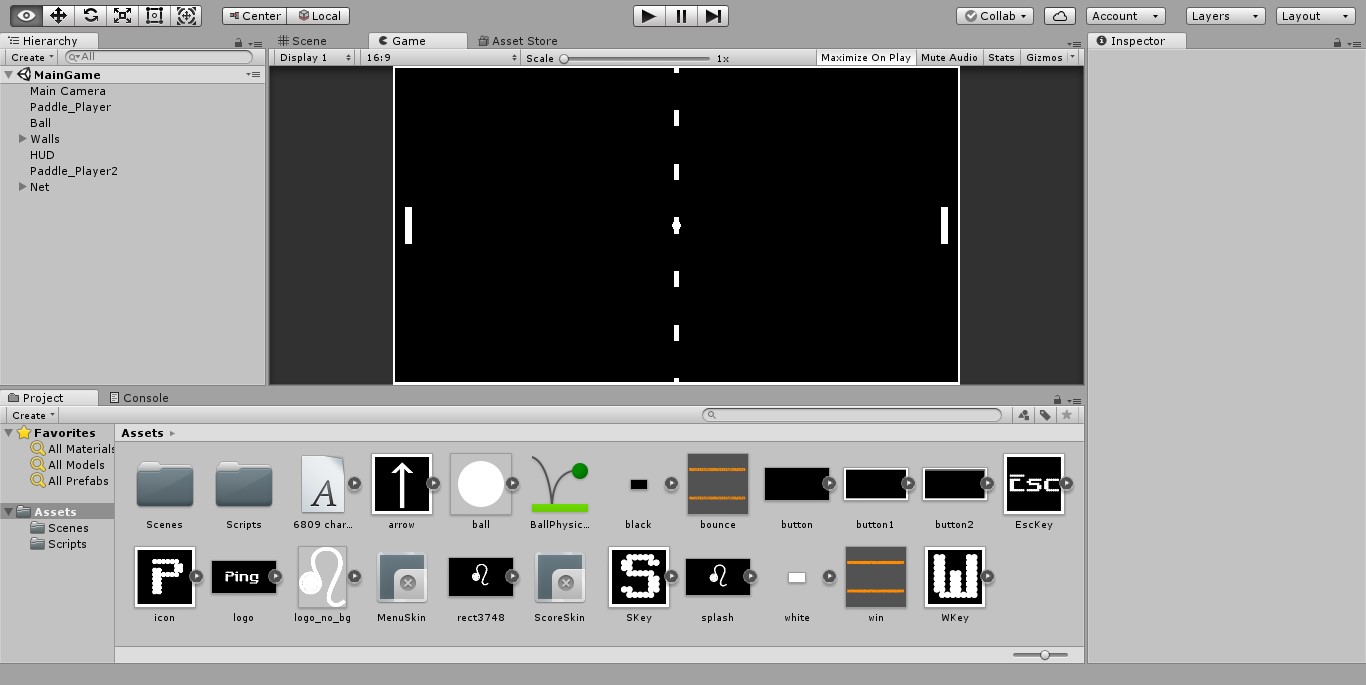 Center Local Collab Account Layers Layout
Hierarchy Scene Game Asset Store Inspector
Create All Display 1 16:9 Scale 1x Maximize On Play Mute Audio Stats Gizmos
MainGame
Main Camera
Paddle_Player
Ball
Walls
HUD
Paddle_Player2
Net
Project Console
Create
Favorites Assets
All Materials
All Models
All Prefabs
Assets
Scenes
Scripts
A Esc
Scenes Scripts 6809 char... arrow ball BallPhysic... black bounce button button1 button2 EscKey
P Ping S W
icon logo logo_no_bg MenuSkin rect3748 ScoreSkin SKey splash white win WKey